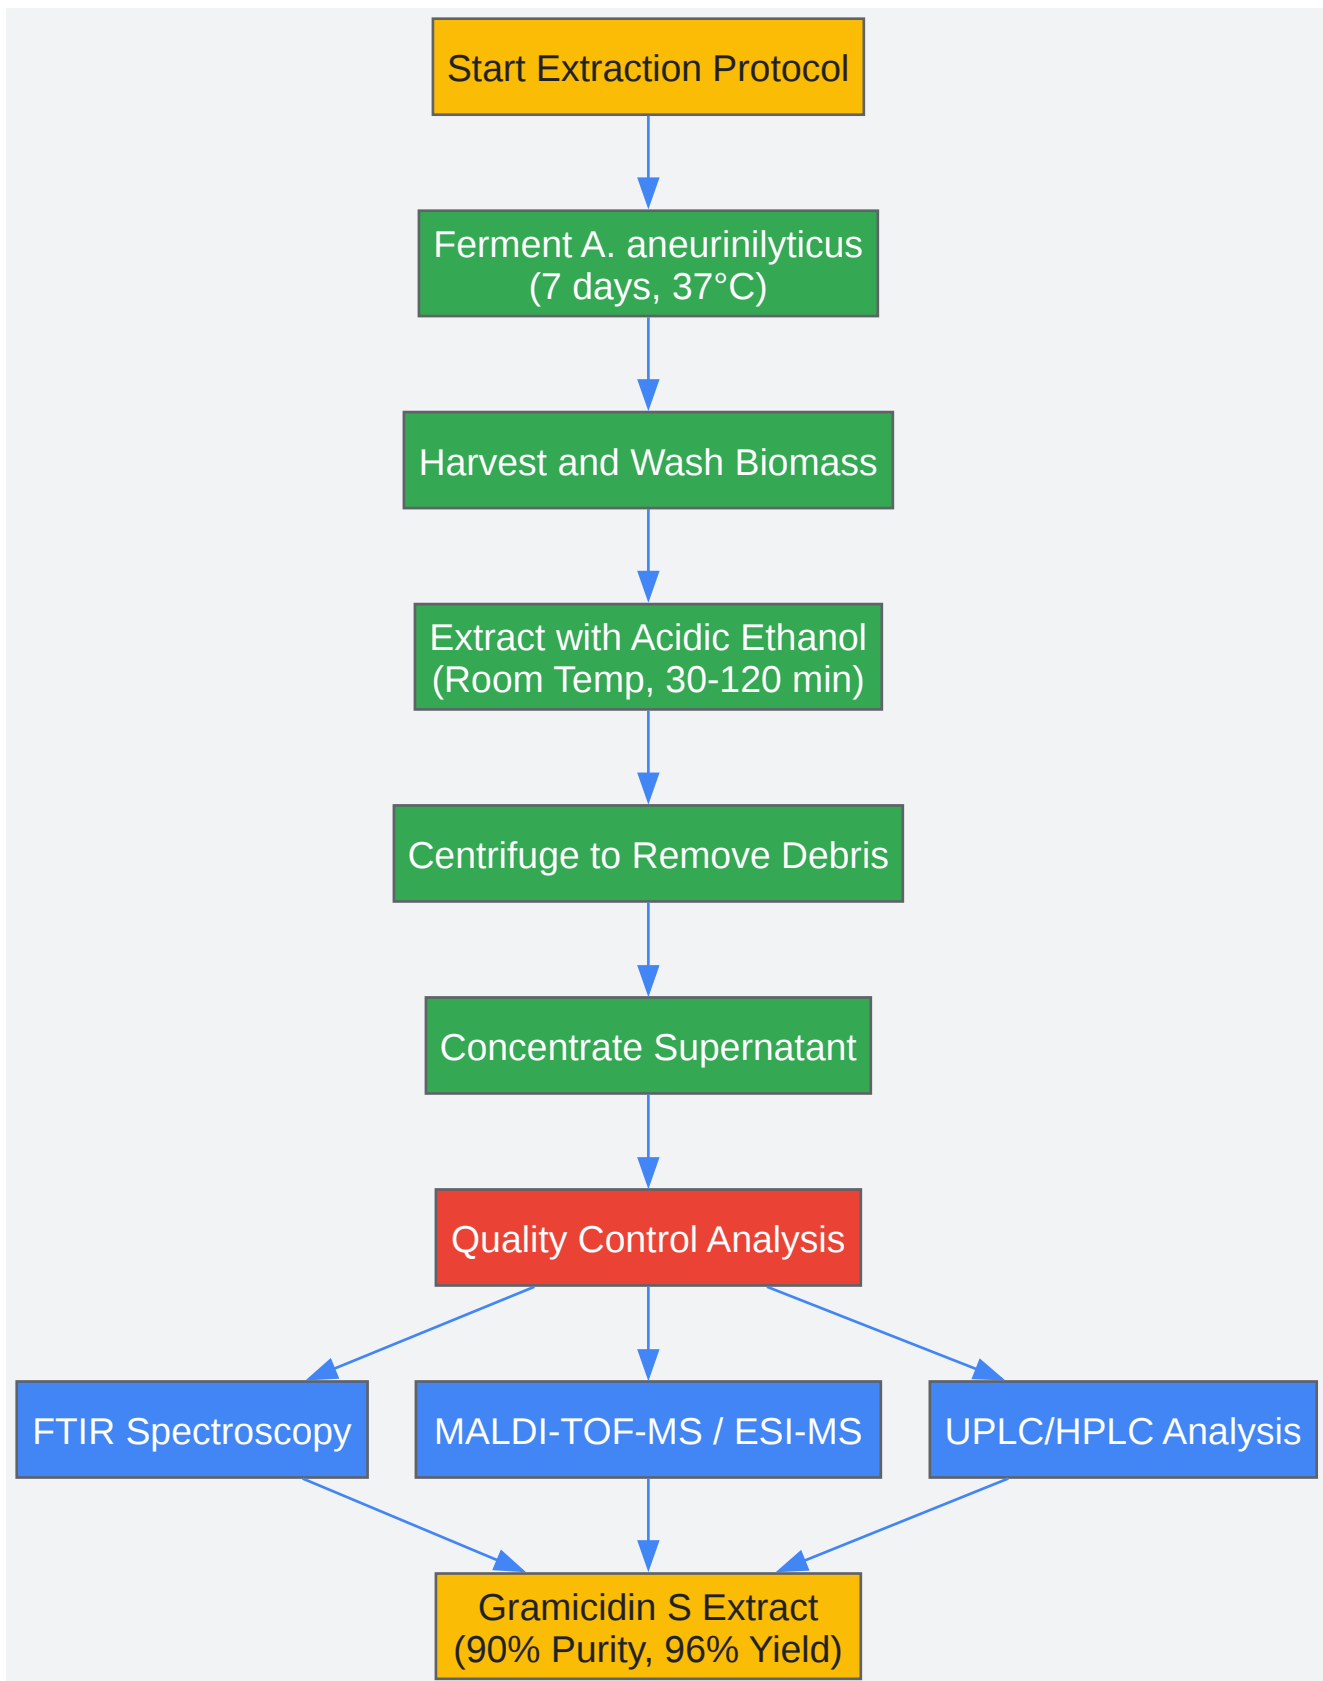 Start Extraction Protocol
Ferment A. aneurinilyticus
(7 days, 37°C)
Harvest and Wash Biomass
Extract with Acidic Ethanol
(Room Temp, 30-120 min)
Centrifuge to Remove Debris
Concentrate Supernatant
Quality Control Analysis
FTIR Spectroscopy
MALDI-TOF-MS / ESI-MS
UPLC/HPLC Analysis
Gramicidin S Extract
(90% Purity, 96% Yield)